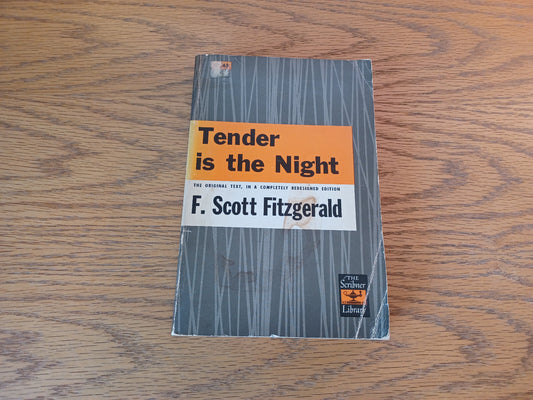 Tender
is the Night
THE ORIGINAL TEXT, IN A COMPLETELY REDESIGNED EDITION
F. Scott Fitzgerald
THE
Scribner
Library